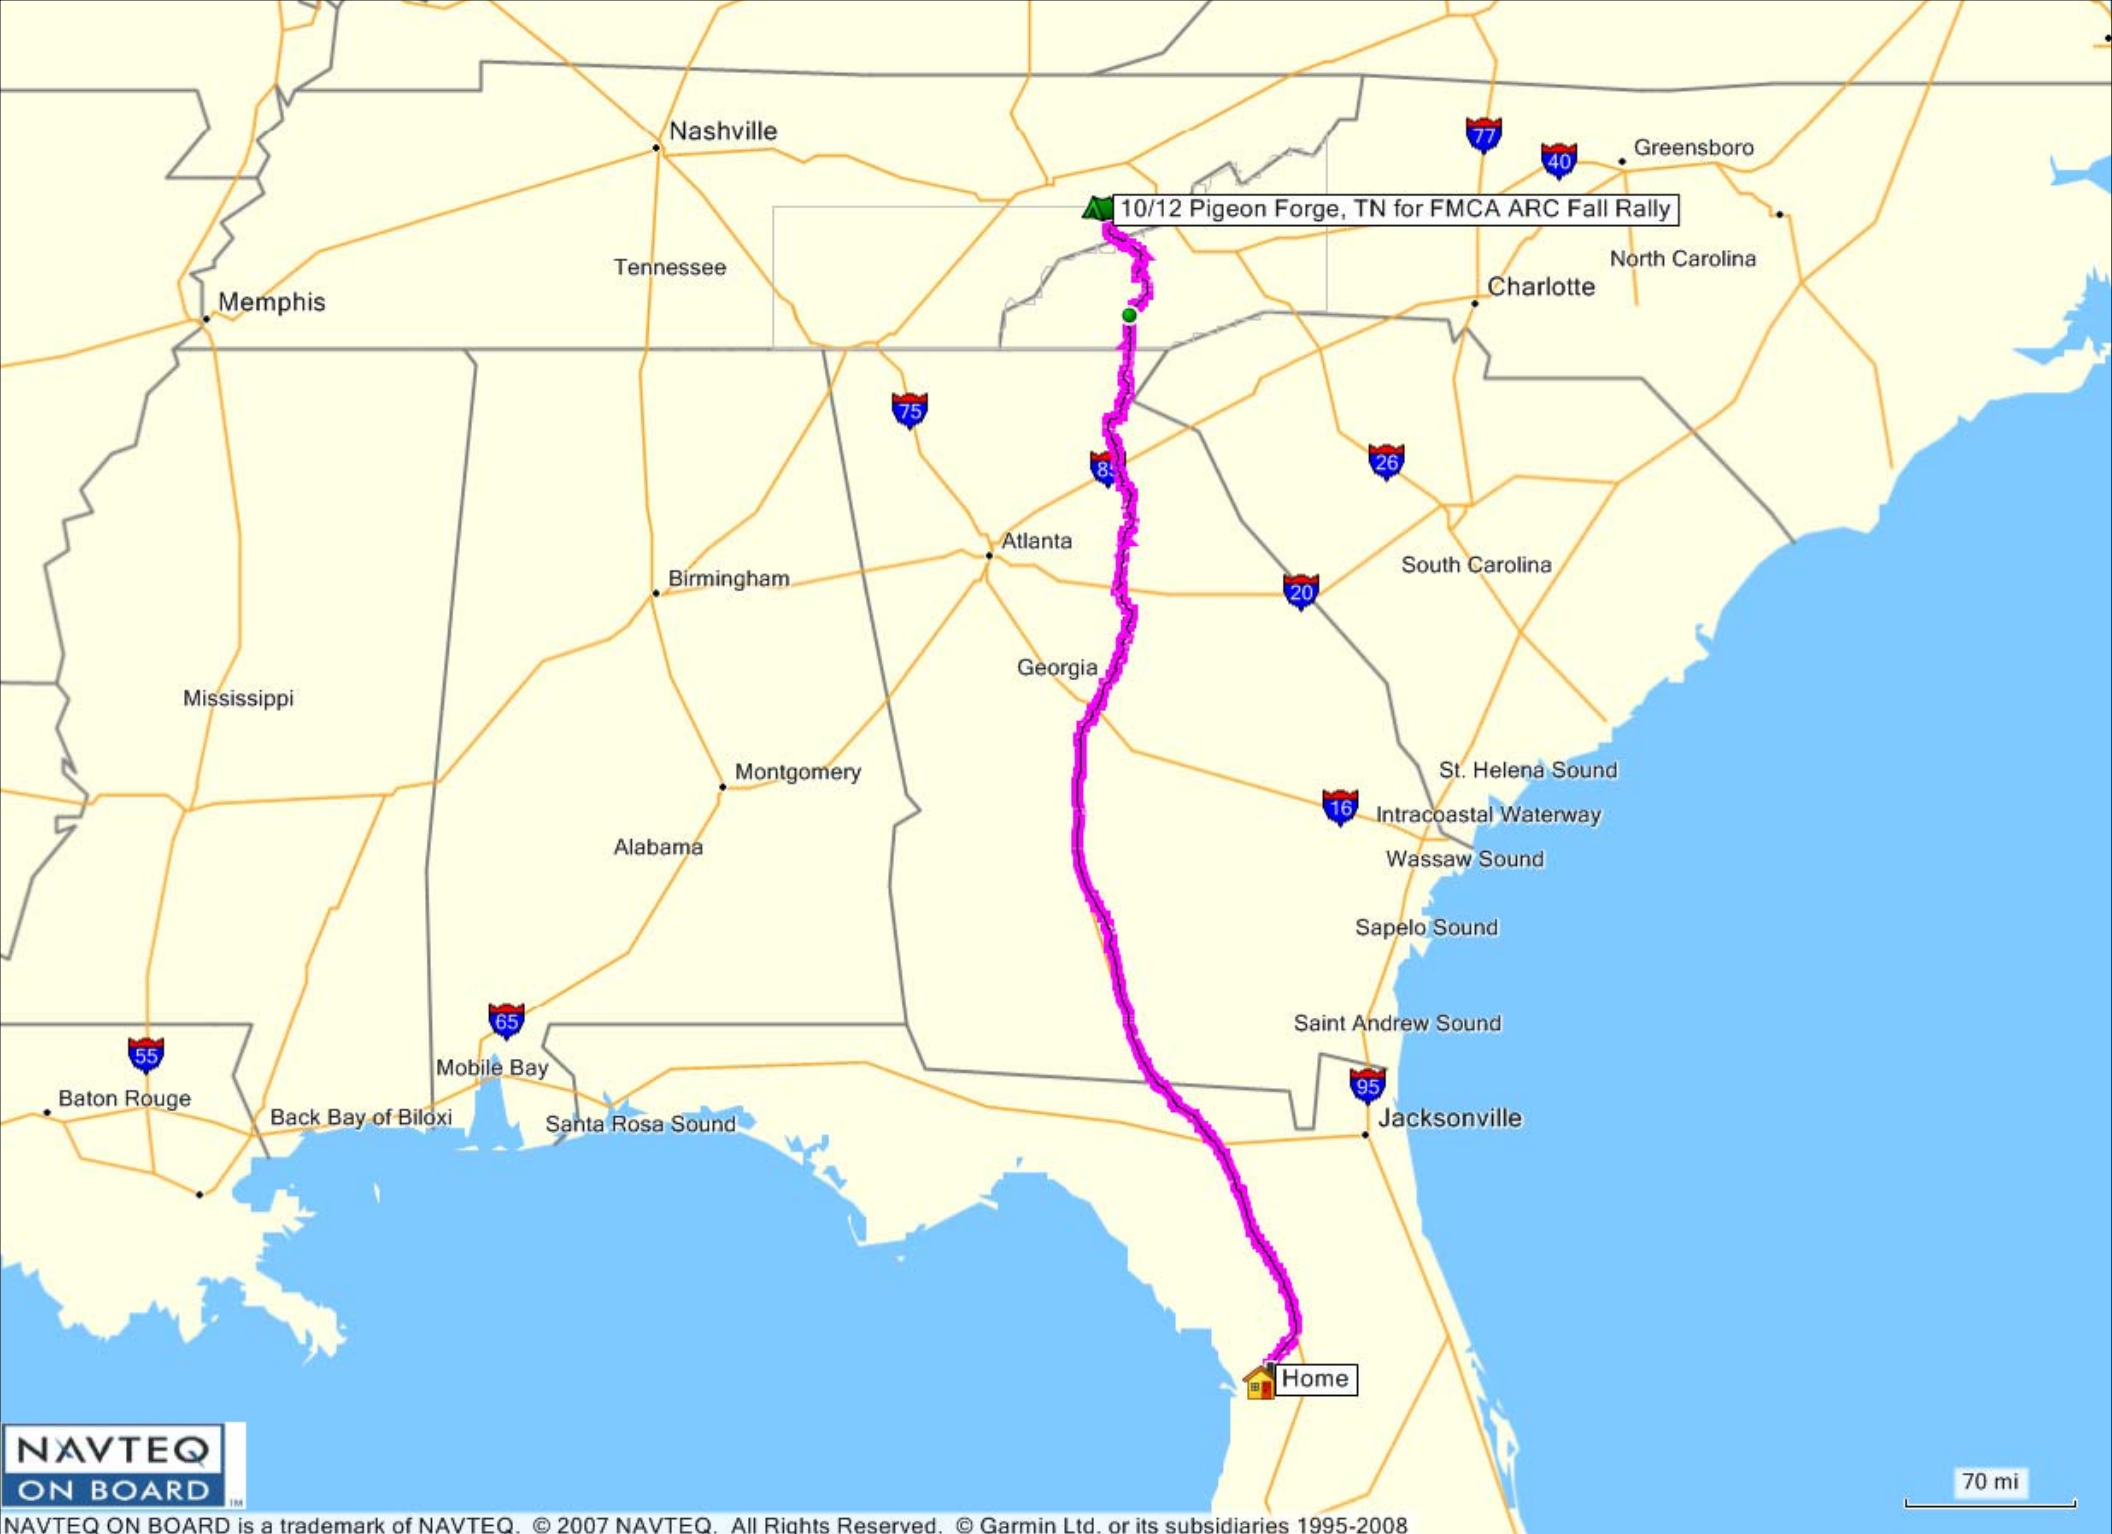 Nashville
77
40
Greensboro
10/12 Pigeon Forge, TN for FMCA ARC Fall Rally
Tennessee
North Carolina
Memphis
Charlotte
75
85
26
Atlanta
Birmingham
South Carolina
20
Georgia
Mississippi
Montgomery
St. Helena Sound
16
Intracoastal Waterway
Alabama
Wassaw Sound
Sapelo Sound
65
Saint Andrew Sound
55
Mobile Bay
95
Baton Rouge
Back Bay of Biloxi
Santa Rosa Sound
Jacksonville
Home
NAVTEQ
ON BOARD
TM
70 mi
NAVTEQ ON BOARD is a trademark of NAVTEQ. © 2007 NAVTEQ. All Rights Reserved. © Garmin Ltd. or its subsidiaries 1995-2008